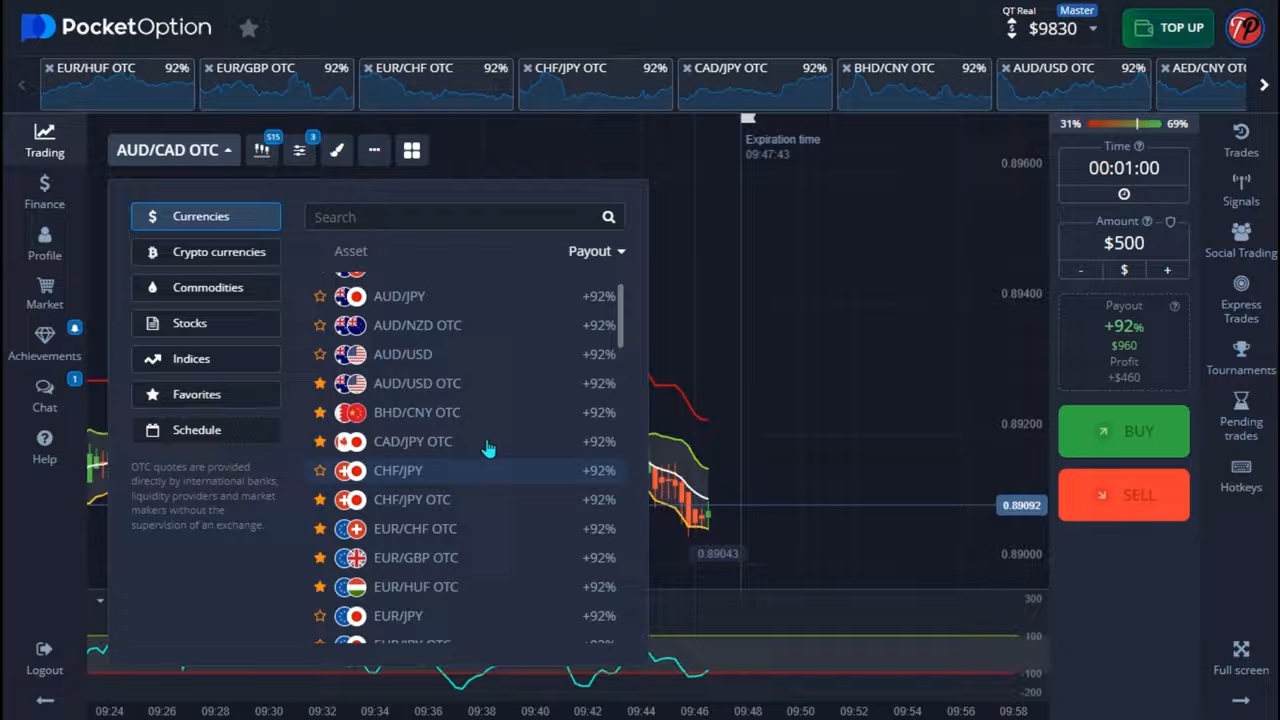 PocketOption
QT Real
Master
$9830
TOP UP
EUR/HUF OTC 92%
EUR/GBP OTC 92%
EUR/CHF OTC 92%
CHF/JPY OTC 92%
CAD/JPY OTC 92%
BHD/CNY OTC 92%
AUD/USD OTC 92%
AED/CNY OTC
Trading
Finance
Profile
Market
Achievements
Chat
1
Help
Logout
AUD/CAD OTC
S15
3
Expiration time
09:47:43
Currencies
Crypto currencies
Commodities
Stocks
Indices
Favorites
Schedule
OTC quotes are provided
directly by international banks,
liquidity providers and market
makers without the
supervision of an exchange.
Search
Asset Payout
AUD/JPY +92%
AUD/NZD OTC +92%
AUD/USD +92%
AUD/USD OTC +92%
BHD/CNY OTC +92%
CAD/JPY OTC +92%
CHF/JPY +92%
CHF/JPY OTC +92%
EUR/CHF OTC +92%
EUR/GBP OTC +92%
EUR/HUF OTC +92%
EUR/JPY +92%
EUR/JPY OTC +92%
0.89600
0.89400
0.89200
0.89092
0.89043
0.89000
300
100
-100
-200
09:24 09:26 09:28 09:30 09:32 09:34 09:36 09:38 09:40 09:42 09:44 09:46 09:48 09:50 09:52 09:54 09:56 09:58
31% 69%
Time
00:01:00
Amount
$500
- $ +
Payout
+92%
$960
Profit
+$460
BUY
SELL
Trades
Signals
Social Trading
Express
Trades
Tournaments
Pending
trades
Hotkeys
Full screen